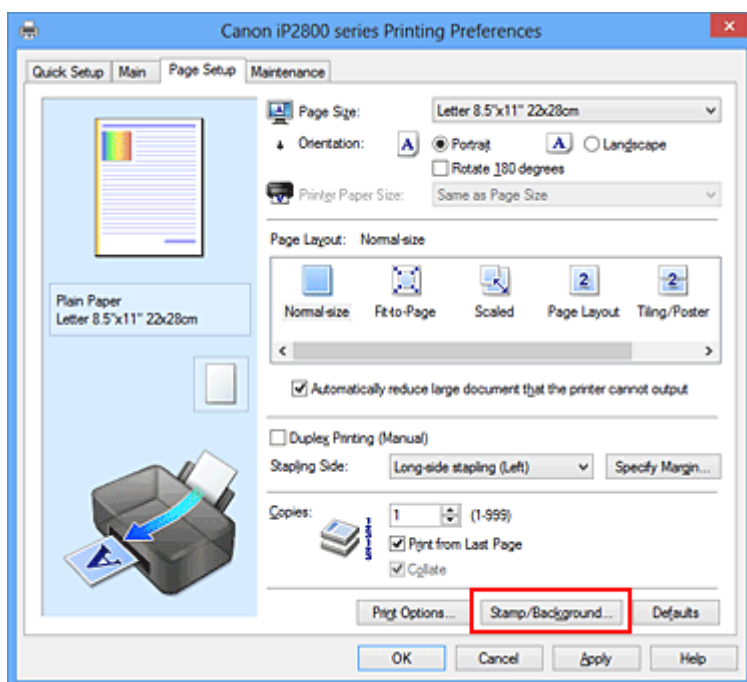 Canon iP2800 series Printing Preferences
Quick Setup Main Page Setup Maintenance
Page Size: Letter 8.5"x11" 22x28cm
Orientation: A Portrait A Landscape
Rotate 180 degrees
Printer Paper Size: Same as Page Size
Page Layout: Normal-size
Plain Paper
Letter 8.5"x11" 22x28cm
2 2
Normal-size Fit-to-Page Scaled Page Layout Tiling/Poster
Automatically reduce large document that the printer cannot output
Duplex Printing (Manual)
Stapling Side: Long-side stapling (Left) Specify Margin...
Copies: 1 (1-999)
Print from Last Page
Collate
A
Print Options... Stamp/Background... Defaults
OK Cancel Apply Help